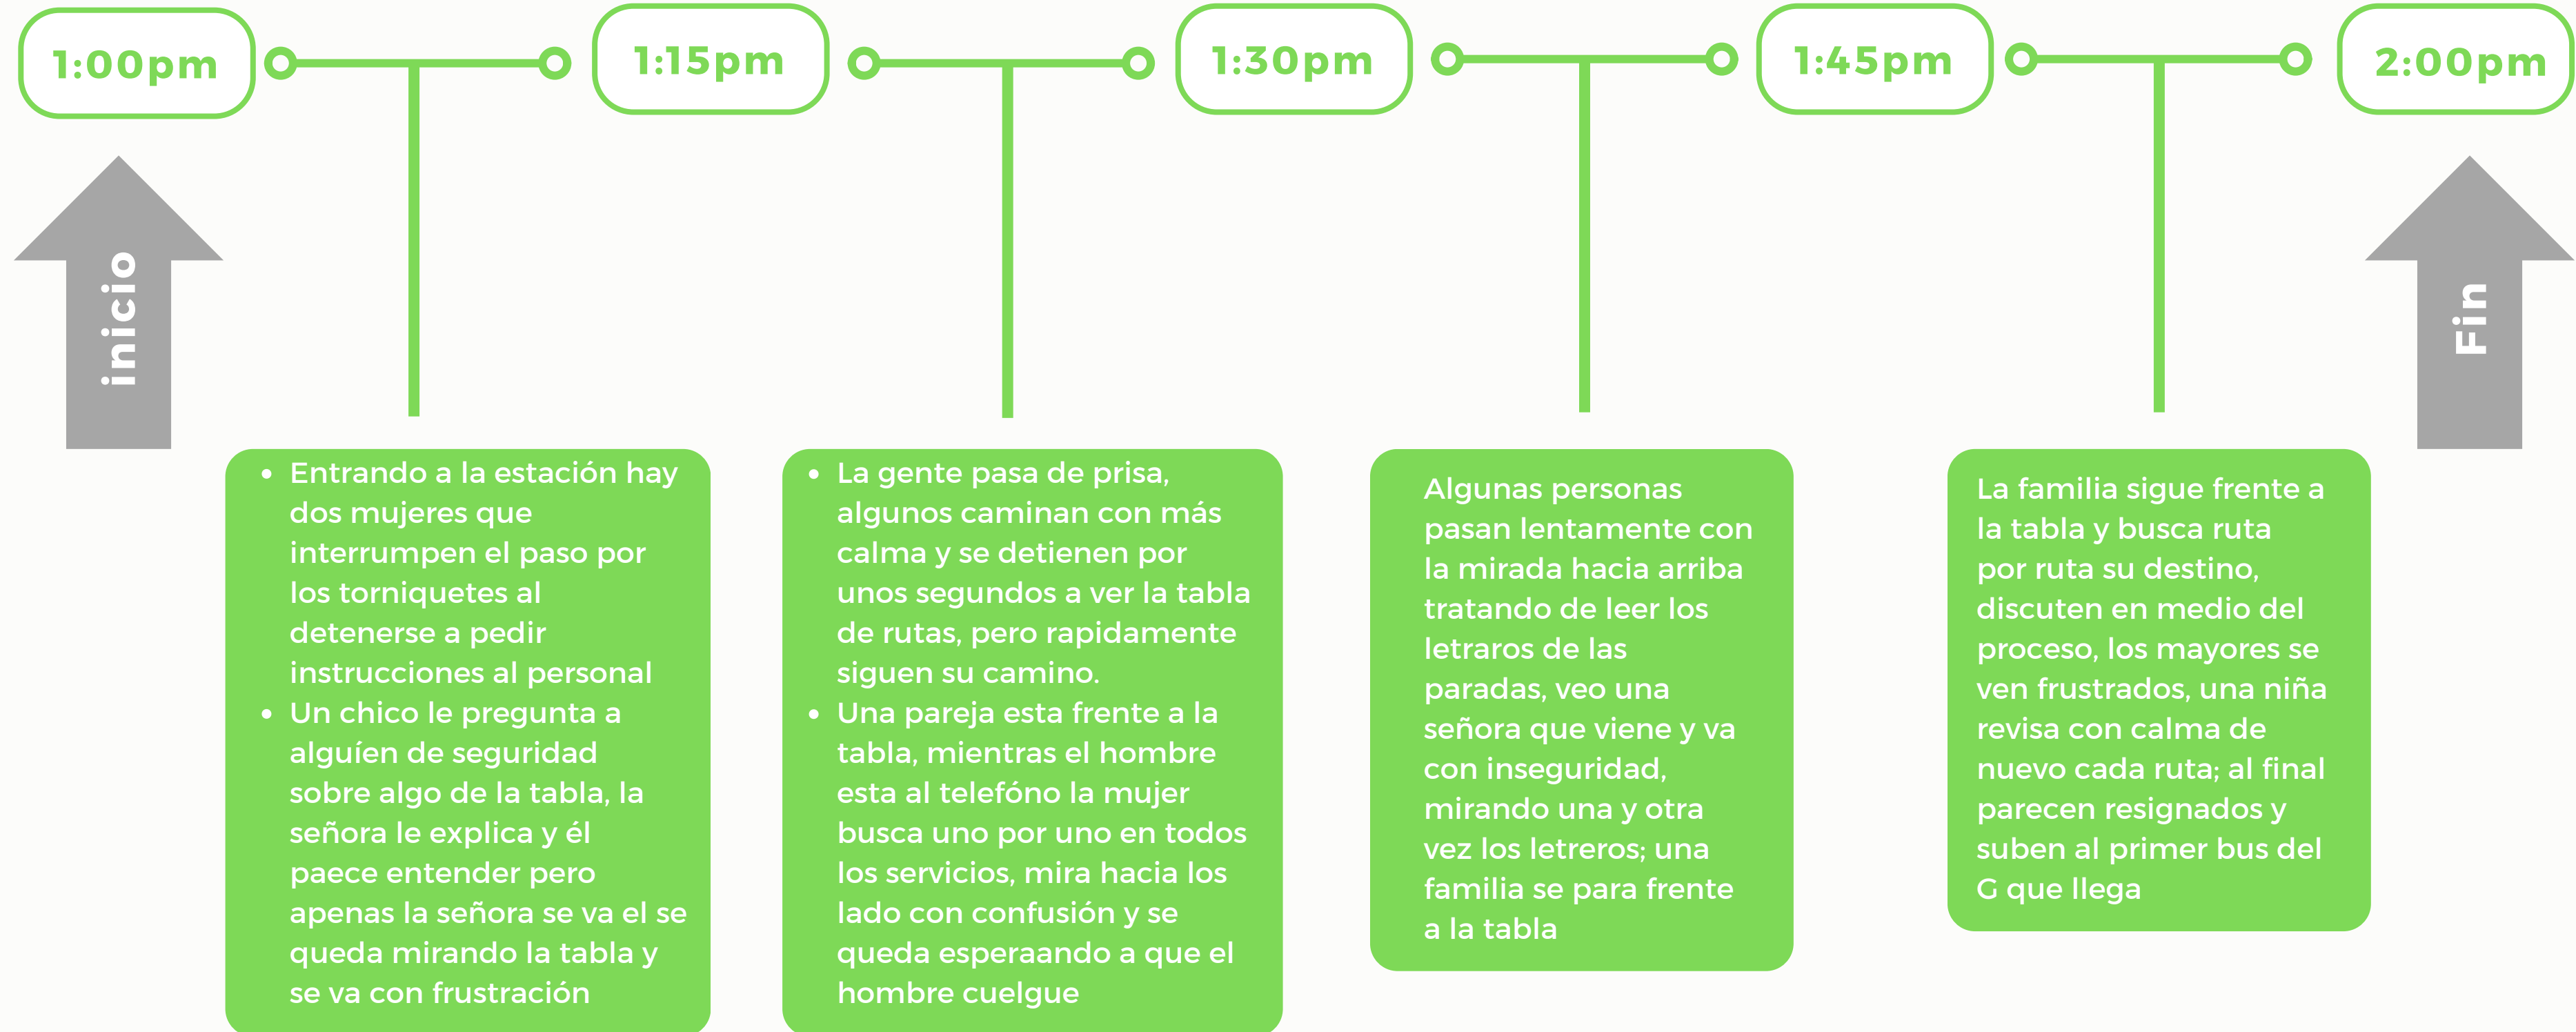 1:00pm
1:15pm
1:30pm
1:45pm
2:00pm
inicio
Fin
• Entrando a la estación hay
dos mujeres que
interrumpen el paso por
los torniquetes al
detenerse a pedir
instrucciones al personal
• Un chico le pregunta a
alguíen de seguridad
sobre algo de la tabla, la
señora le explica y él
paece entender pero
apenas la señora se va el se
queda mirando la tabla y
se va con frustración
• La gente pasa de prisa,
algunos caminan con más
calma y se detienen por
unos segundos a ver la tabla
de rutas, pero rapidamente
siguen su camino.
• Una pareja esta frente a la
tabla, mientras el hombre
esta al telefóno la mujer
busca uno por uno en todos
los servicios, mira hacia los
lado con confusión y se
queda esperaando a que el
hombre cuelgue
Algunas personas
pasan lentamente con
la mirada hacia arriba
tratando de leer los
letraros de las
paradas, veo una
señora que viene y va
con inseguridad,
mirando una y otra
vez los letreros; una
familia se para frente
a la tabla
La familia sigue frente a
la tabla y busca ruta
por ruta su destino,
discuten en medio del
proceso, los mayores se
ven frustrados, una niña
revisa con calma de
nuevo cada ruta; al final
parecen resignados y
suben al primer bus del
G que llega